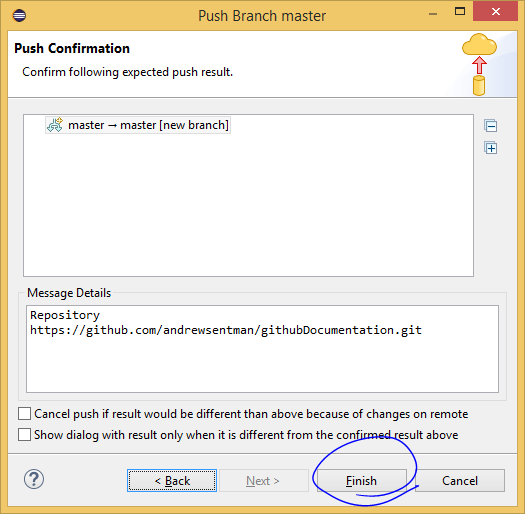 Push Branch master
Push Confirmation
Confirm following expected push result.
master → master [new branch]
Message Details
Repository
https://github.com/andrewsentman/githubDocumentation.git
Cancel push if result would be different than above because of changes on remote
Show dialog with result only when it is different from the confirmed result above
? < Back Next > Finish Cancel